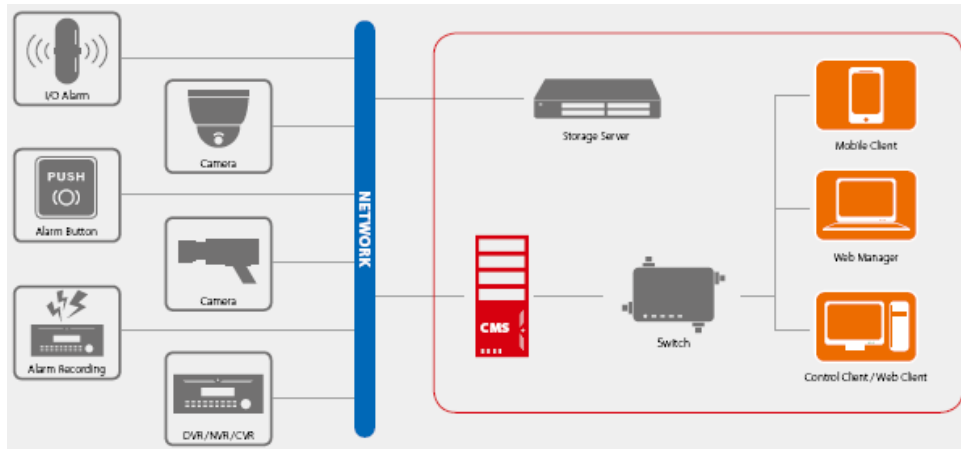 I/O Alarm
Camera
PUSH
Alarm Button
Camera
Alarm Recording
DVR/NVR/CVR
NETWORK
Storage Server
CMS
Switch
Mobile Client
Web Manager
Control Client / Web Client